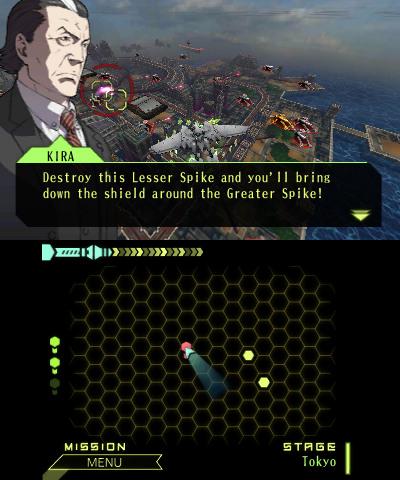 KIRA
Destroy this Lesser Spike and you'll bring
down the shield around the Greater Spike!
MISSION
MENU
STAGE
Tokyo